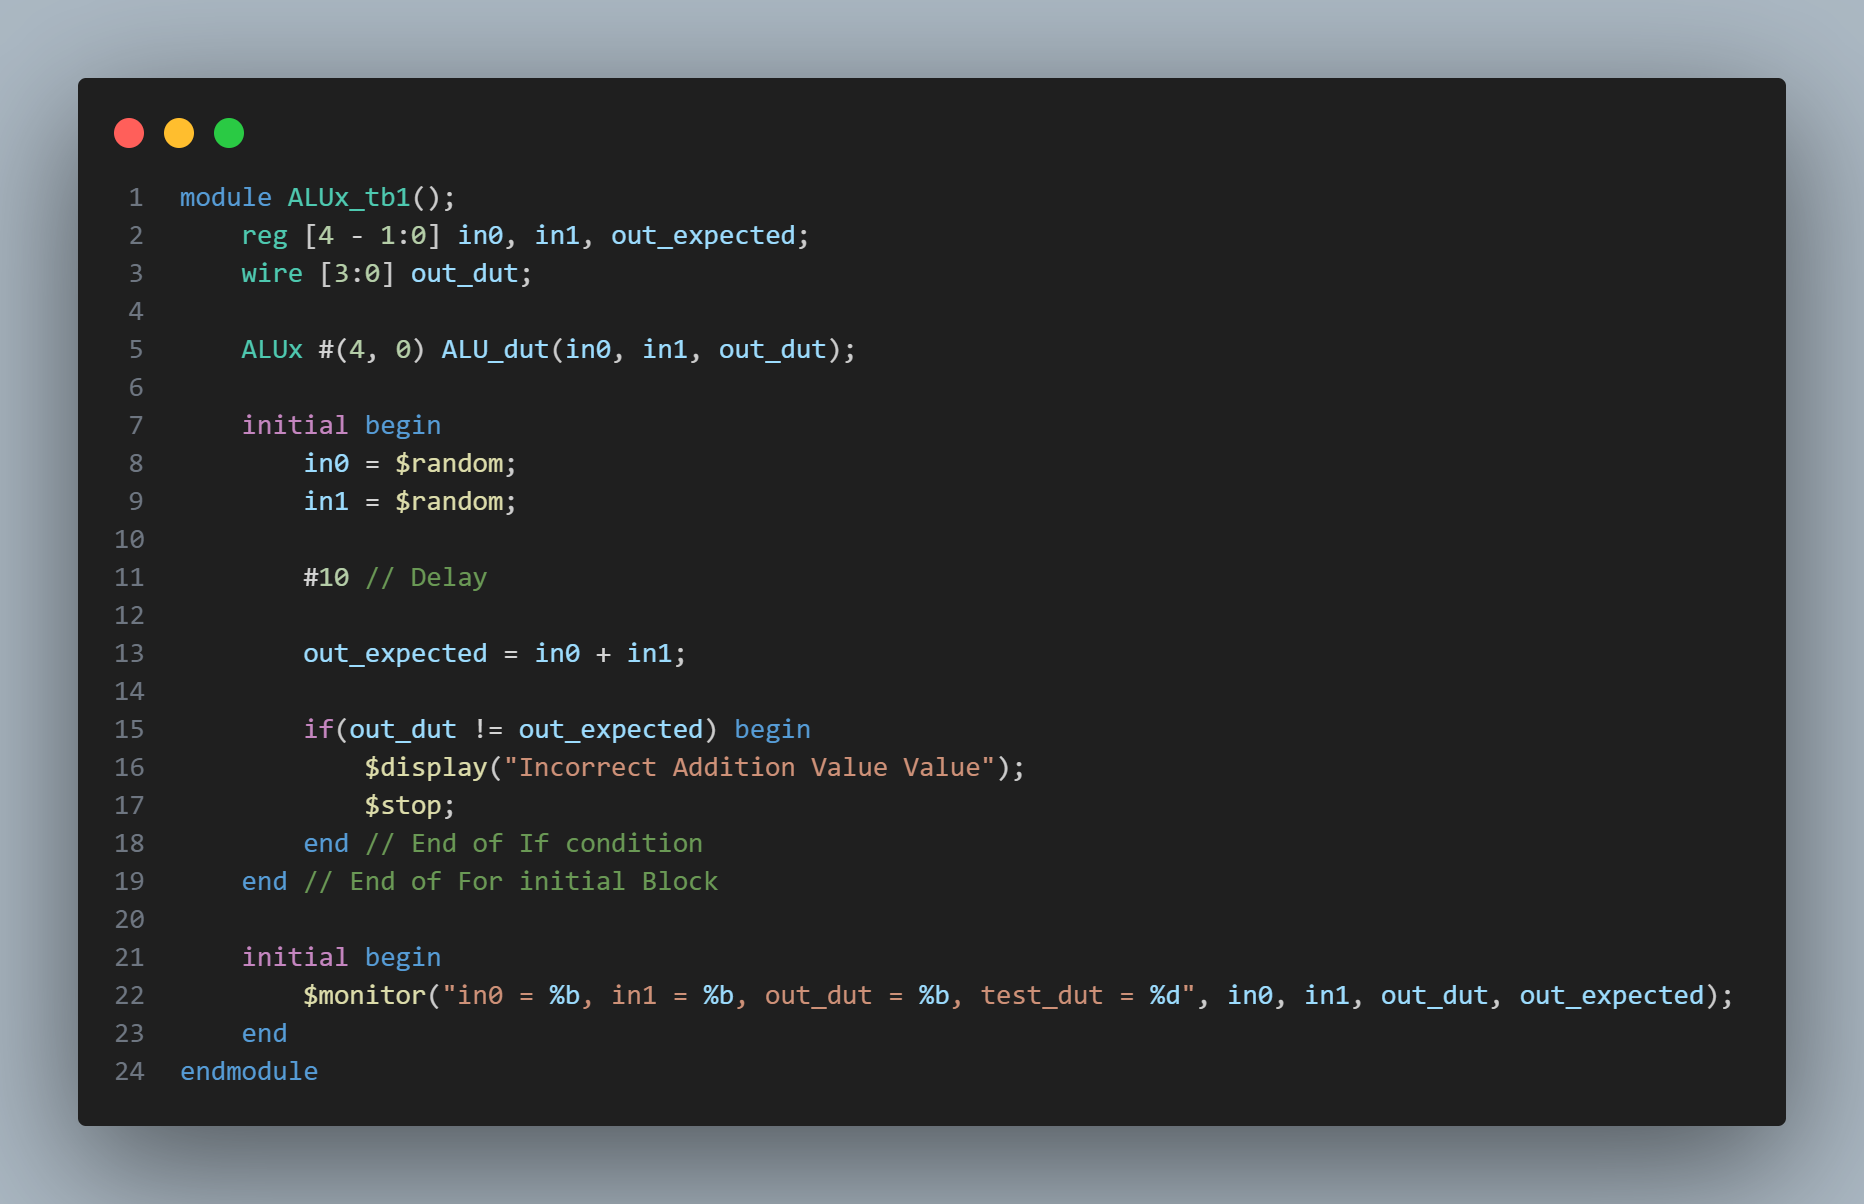 1 module ALUx_tb1();
2     reg [4 - 1:0] in0, in1, out_expected;
3     wire [3:0] out_dut;
4
5     ALUx #(4, 0) ALU_dut(in0, in1, out_dut);
6
7     initial begin
8         in0 = $random;
9         in1 = $random;
10
11         #10 // Delay
12
13         out_expected = in0 + in1;
14
15         if(out_dut != out_expected) begin
16             $display("Incorrect Addition Value Value");
17             $stop;
18         end // End of If condition
19     end // End of For initial Block
20
21     initial begin
22         $monitor("in0 = %b, in1 = %b, out_dut = %b, test_dut = %d", in0, in1, out_dut, out_expected);
23     end
24 endmodule